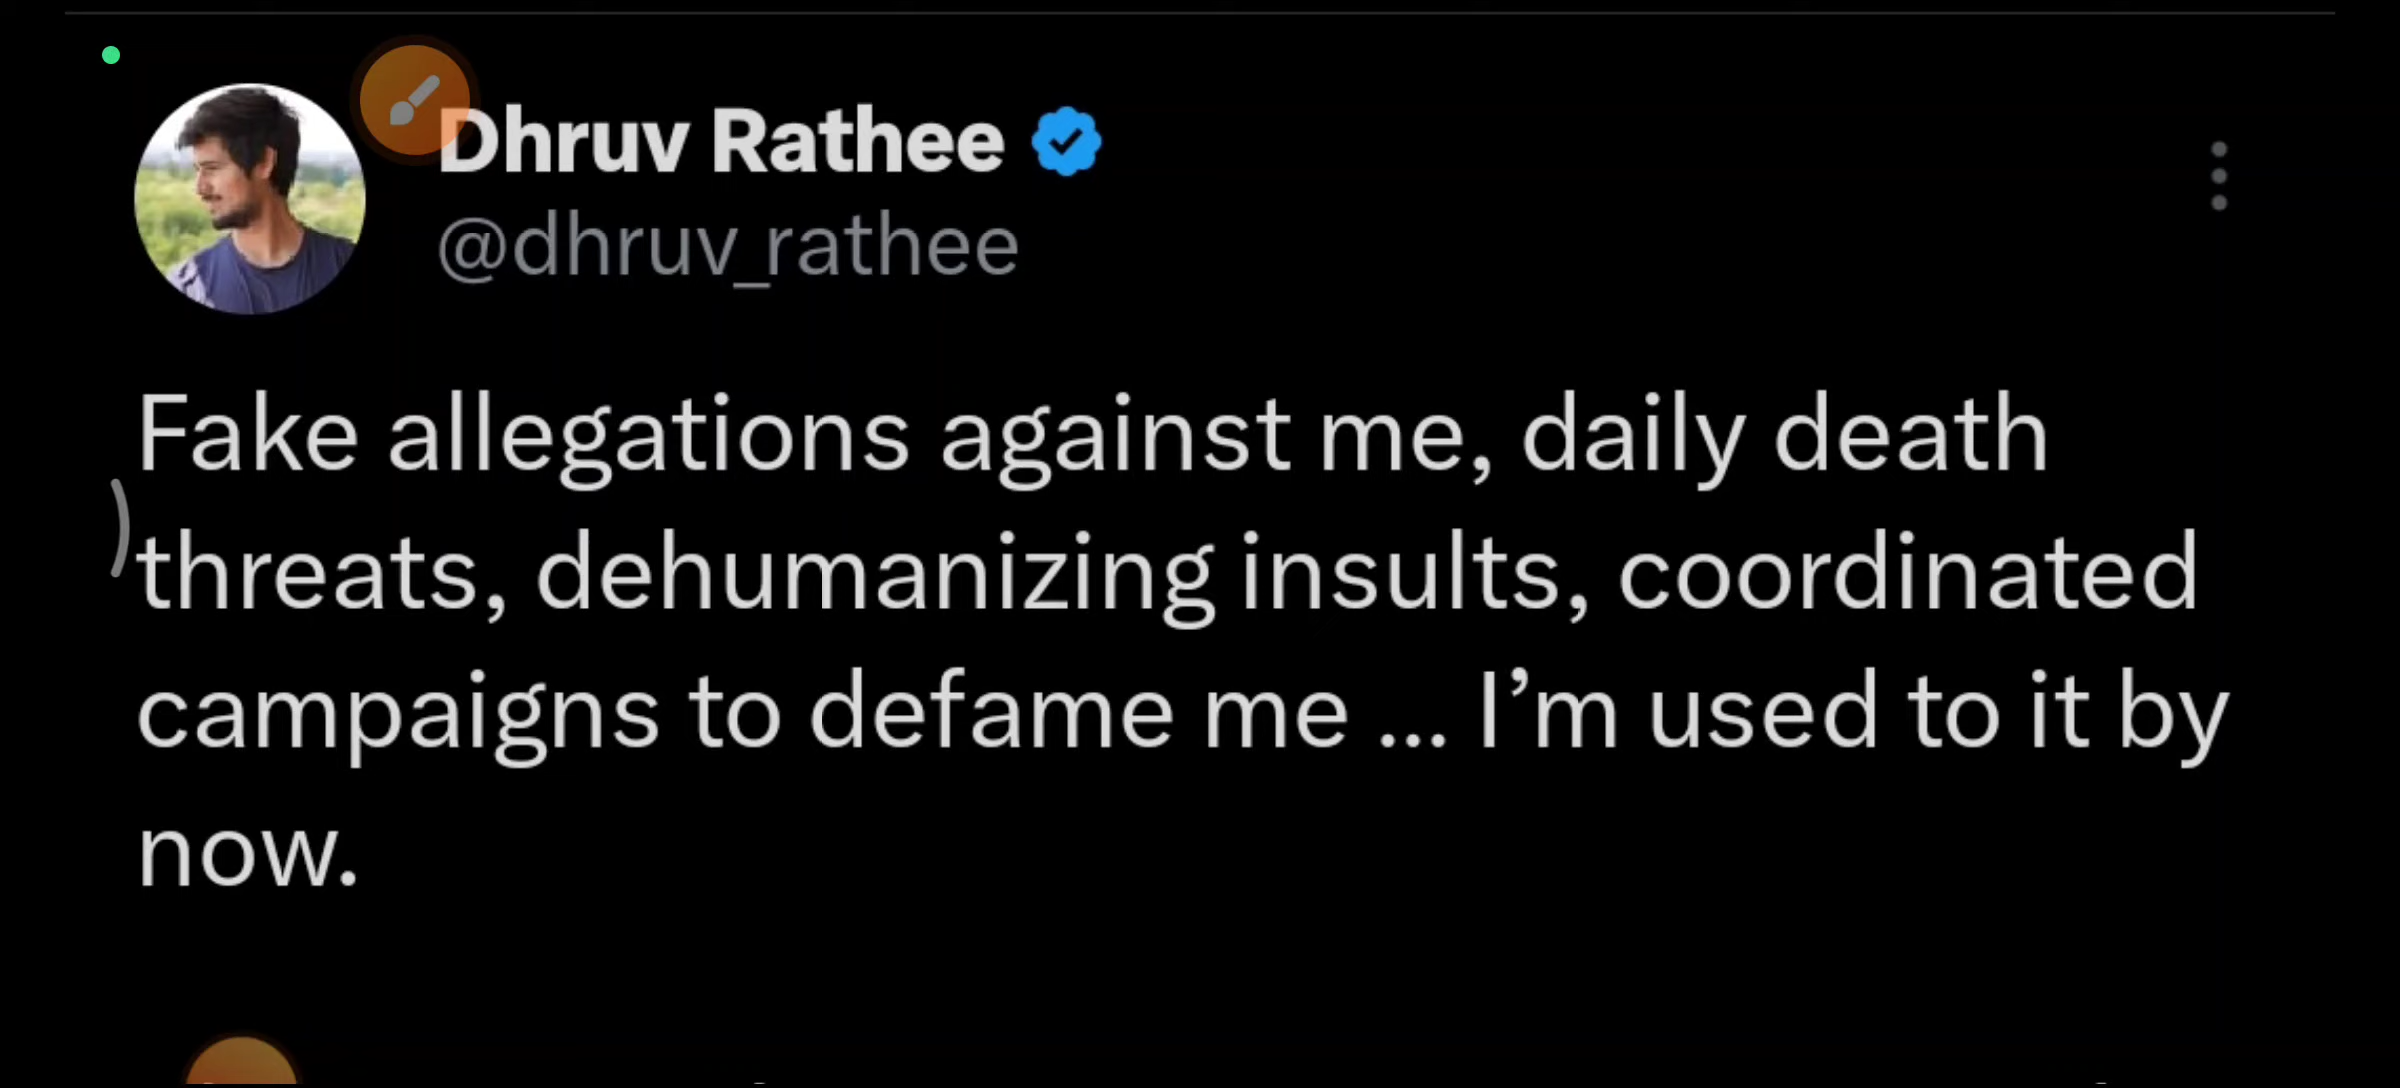 Dhruv Rathee
@dhruv_rathee
Fake allegations against me, daily death
threats, dehumanizing insults, coordinated
campaigns to defame me ... I’m used to it by
now.